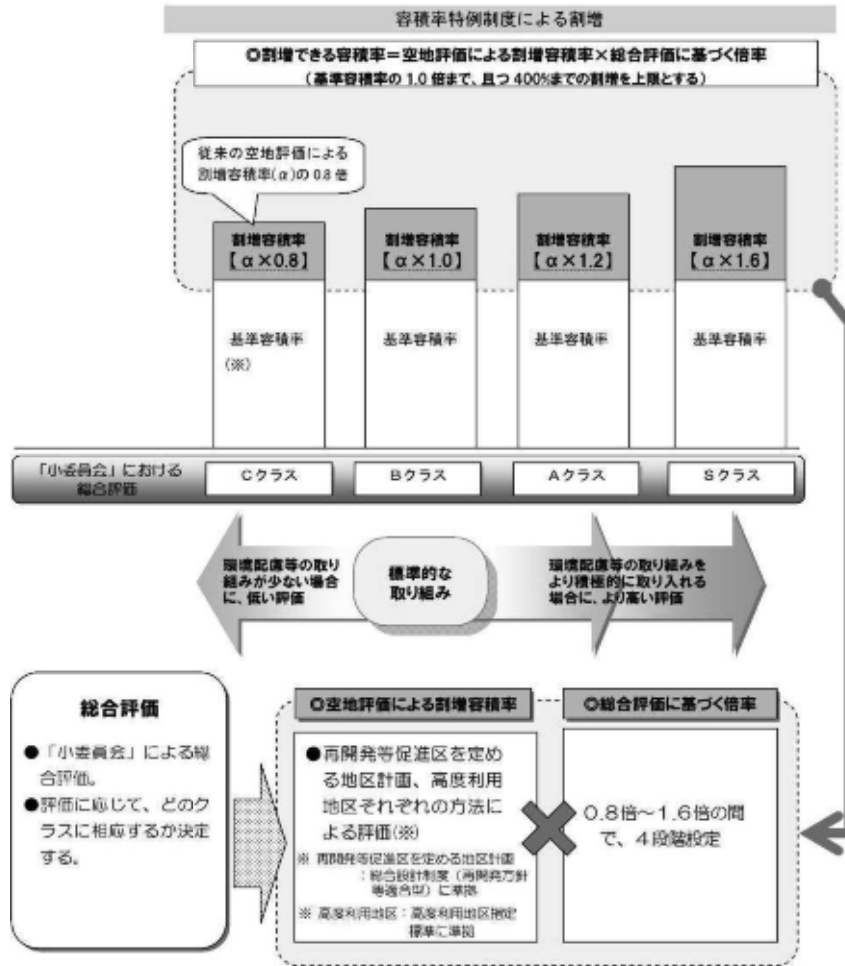 容積率特例制度による割増
◎割増できる容積率＝空地評価による割増容積率×総合評価に基づく倍率
（基準容積率の1.0倍まで、且つ400%までの割増を上限とする）
従来の空地評価による
割増容積率(α)の0.8倍
割増容積率
【α×0.8】
割増容積率
【α×1.0】
割増容積率
【α×1.2】
割増容積率
【α×1.6】
基準容積率
(※)
基準容積率
基準容積率
基準容積率
「小委員会」における
総合評価
Cクラス
Bクラス
Aクラス
Sクラス
環境配慮等の取り
組みが少ない場合
に、低い評価
標準的な
取り組み
環境配慮等の取り組みを
より積極的に取り入れる
場合に、より高い評価
総合評価
●「小委員会」による総
合評価。
●評価に応じて、どのク
ラスに相応するか決定
する。
◎空地評価による割増容積率
●再開発等促進区を定め
る地区計画、高度利用
地区それぞれの方法に
よる評価(※)
※ 再開発等促進区を定める地区計画
：総合設計制度（再開発方針
等適合型）に準拠
※ 高度利用地区：高度利用地区指定
標準に準拠
◎総合評価に基づく倍率
0.8倍～1.6倍の間
で、4段階設定